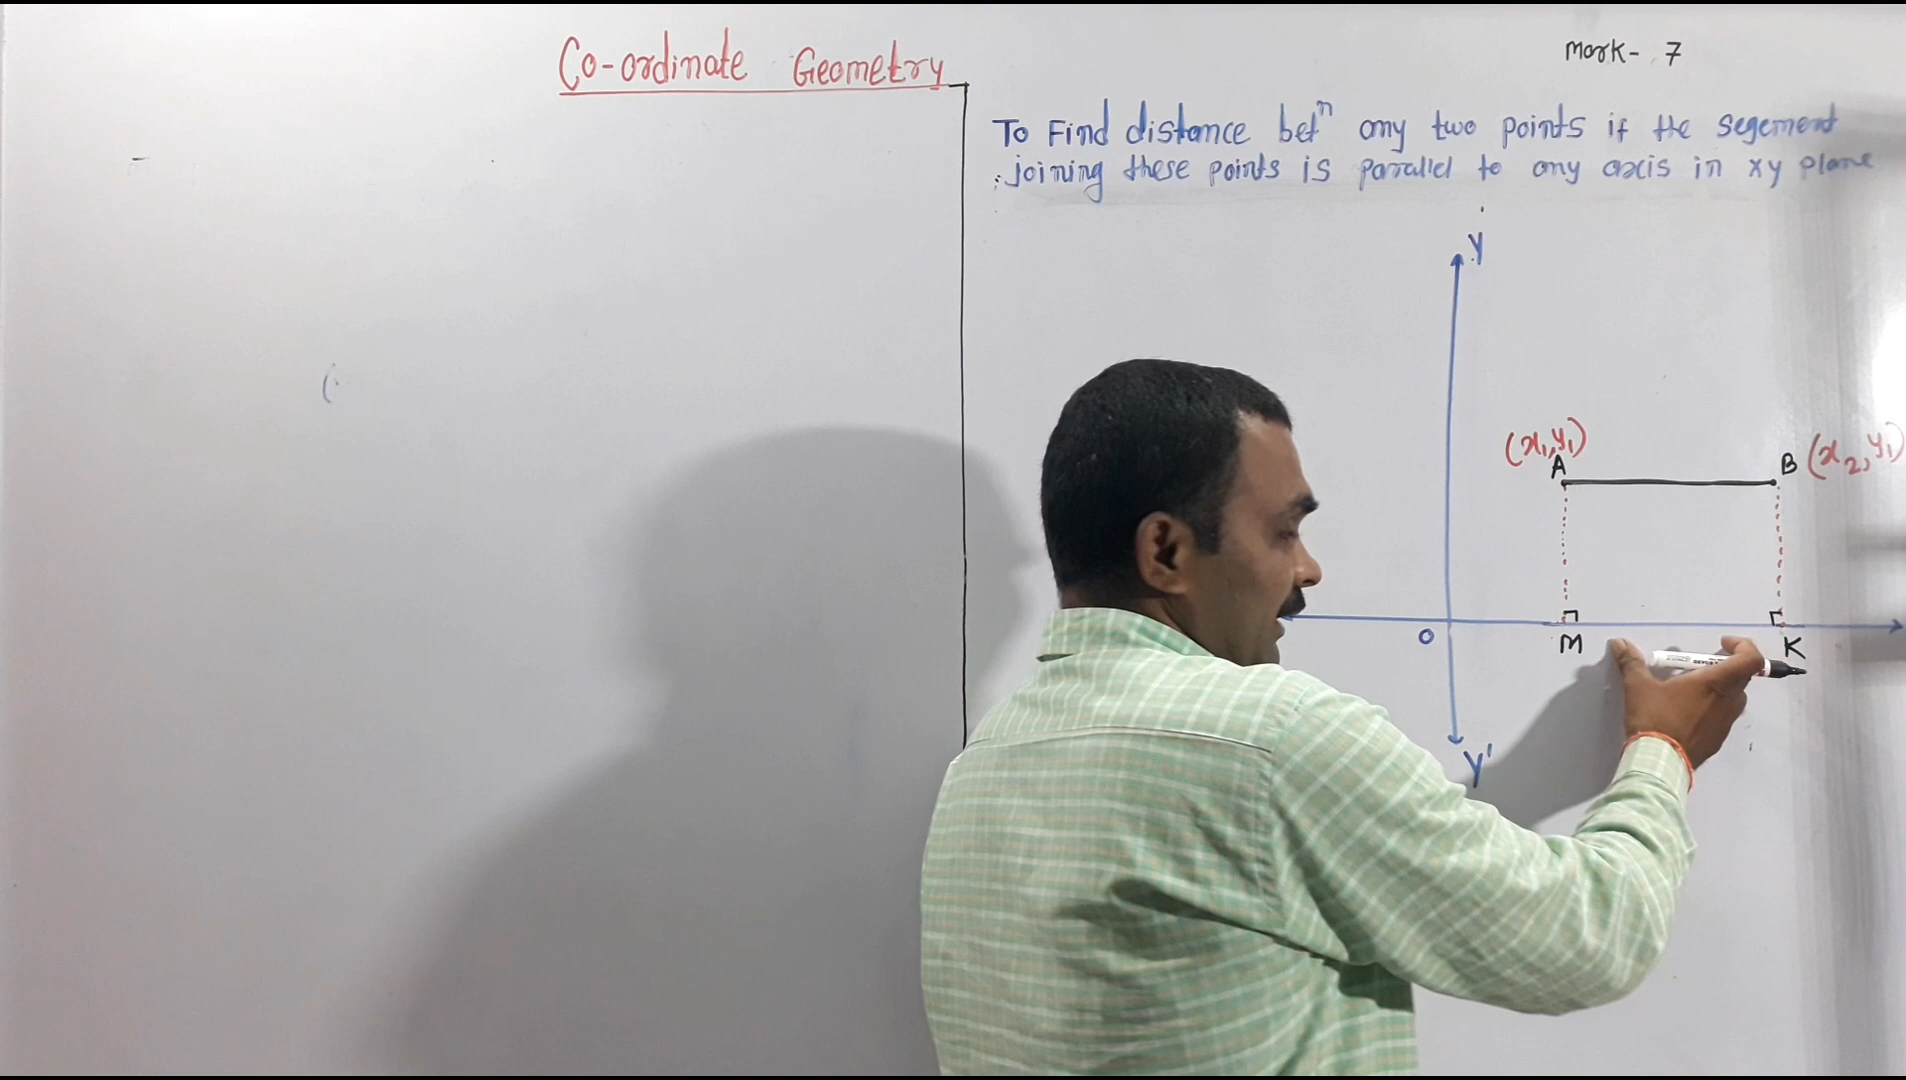 Co-ordinate Geometry
Mark- 7
To Find distance betn any two points if the segement
joining these points is parallel to any axis in xy plane
Y
(x₁,y₁)
A
B (x₂,y₁)
O
M
K
Y'